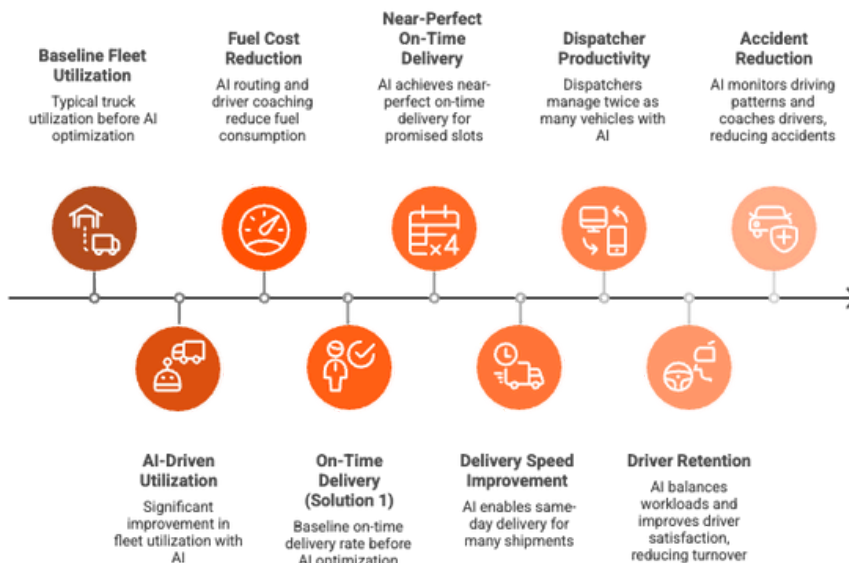 Baseline Fleet
Utilization
Typical truck
utilization before AI
optimization
Fuel Cost
Reduction
AI routing and
driver coaching
reduce fuel
consumption
Near-Perfect
On-Time
Delivery
AI achieves near-
perfect on-time
delivery for
promised slots
Dispatcher
Productivity
Dispatchers
manage twice as
many vehicles with
AI
Accident
Reduction
AI monitors driving
patterns and
coaches drivers,
reducing accidents
×4
AI-Driven
Utilization
Significant
improvement in
fleet utilization with
AI
On-Time
Delivery
(Solution 1)
Baseline on-time
delivery rate before
AI optimization
Delivery Speed
Improvement
AI enables same-
day delivery for
many shipments
Driver Retention
AI balances
workloads and
improves driver
satisfaction,
reducing turnover